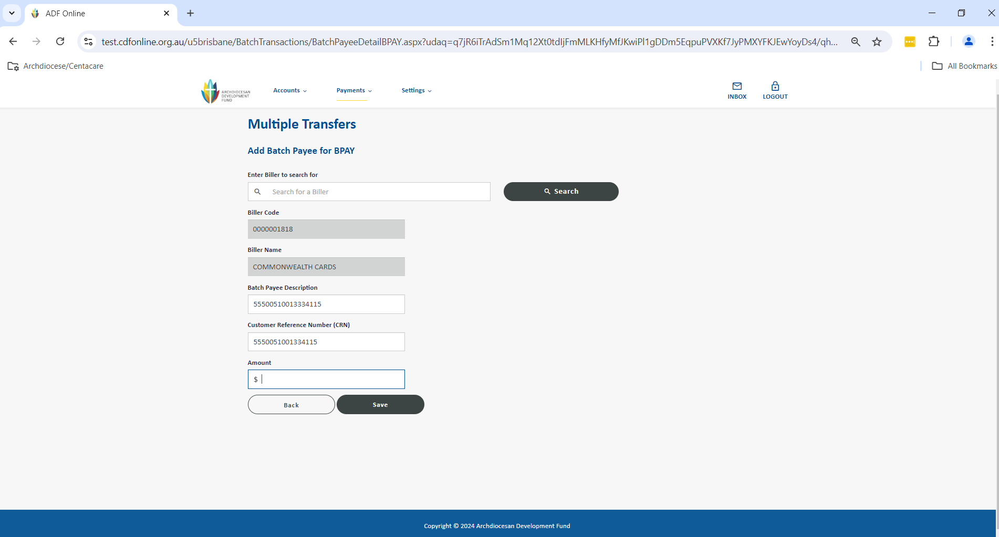 ADF Online
test.cdfonline.org.au/u5brisbane/BatchTransactions/BatchPayeeDetailBPAY.aspx?udaq=q7jR6iTrAdSm1Mq12Xt0tdIjFmMLKHfyMfJKwiPl1gDDm5EqpuPVXKf7JyPMXYFKJEwYoyDs4/qh...
Archdiocese/Centacare
All Bookmarks
ARCHDIOCESAN
DEVELOPMENT
FUND
Accounts
Payments
Settings
INBOX
LOGOUT
Multiple Transfers
Add Batch Payee for BPAY
Enter Biller to search for
Search for a Biller
Search
Biller Code
0000001818
Biller Name
COMMONWEALTH CARDS
Batch Payee Description
55500510013334115
Customer Reference Number (CRN)
5550051001334115
Amount
$
Back
Save
Copyright © 2024 Archdiocesan Development Fund